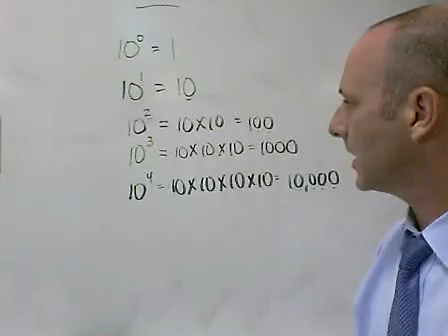 10⁰ = 1
10¹ = 10
10² = 10×10 = 100
10³ = 10×10×10 = 1000
10⁴ = 10×10×10×10 = 10,000